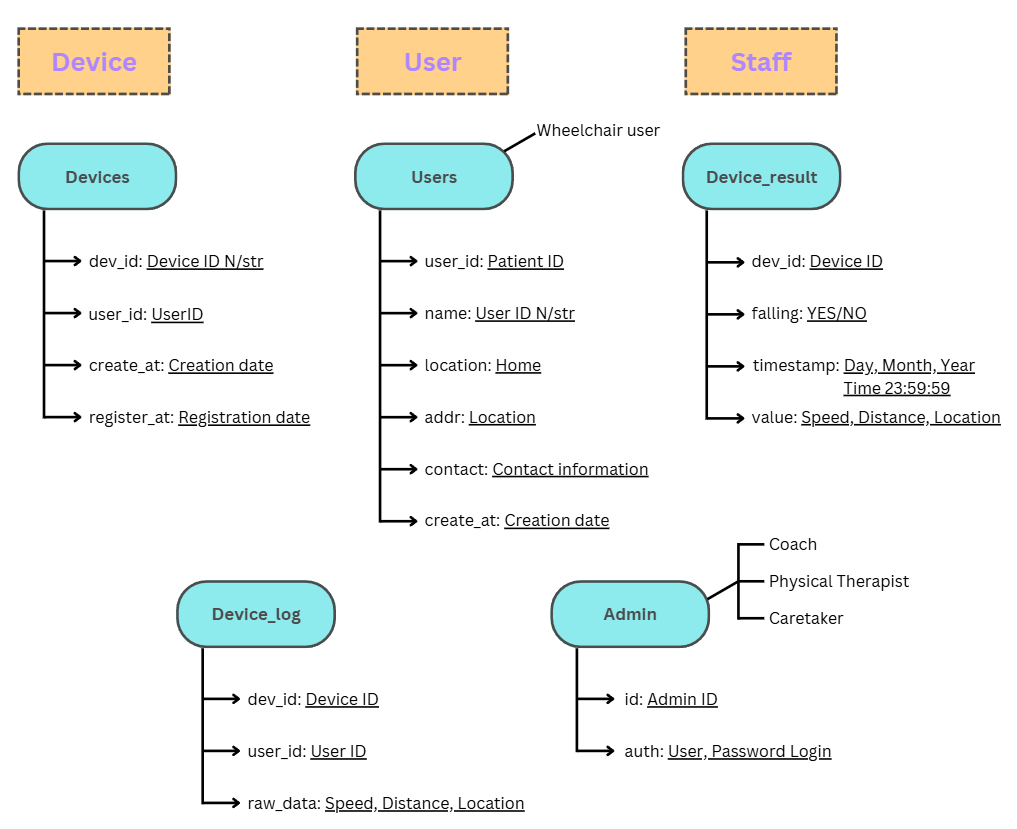 Device
User
Staff
Wheelchair user
Devices
Users
Device_result
dev_id: Device ID N/str
user_id: UserID
create_at: Creation date
register_at: Registration date
user_id: Patient ID
name: User ID N/str
location: Home
addr: Location
contact: Contact information
create_at: Creation date
dev_id: Device ID
falling: YES/NO
timestamp: Day, Month, Year
Time 23:59:59
value: Speed, Distance, Location
Device_log
dev_id: Device ID
user_id: User ID
raw_data: Speed, Distance, Location
Admin
Coach
Physical Therapist
Caretaker
id: Admin ID
auth: User, Password Login